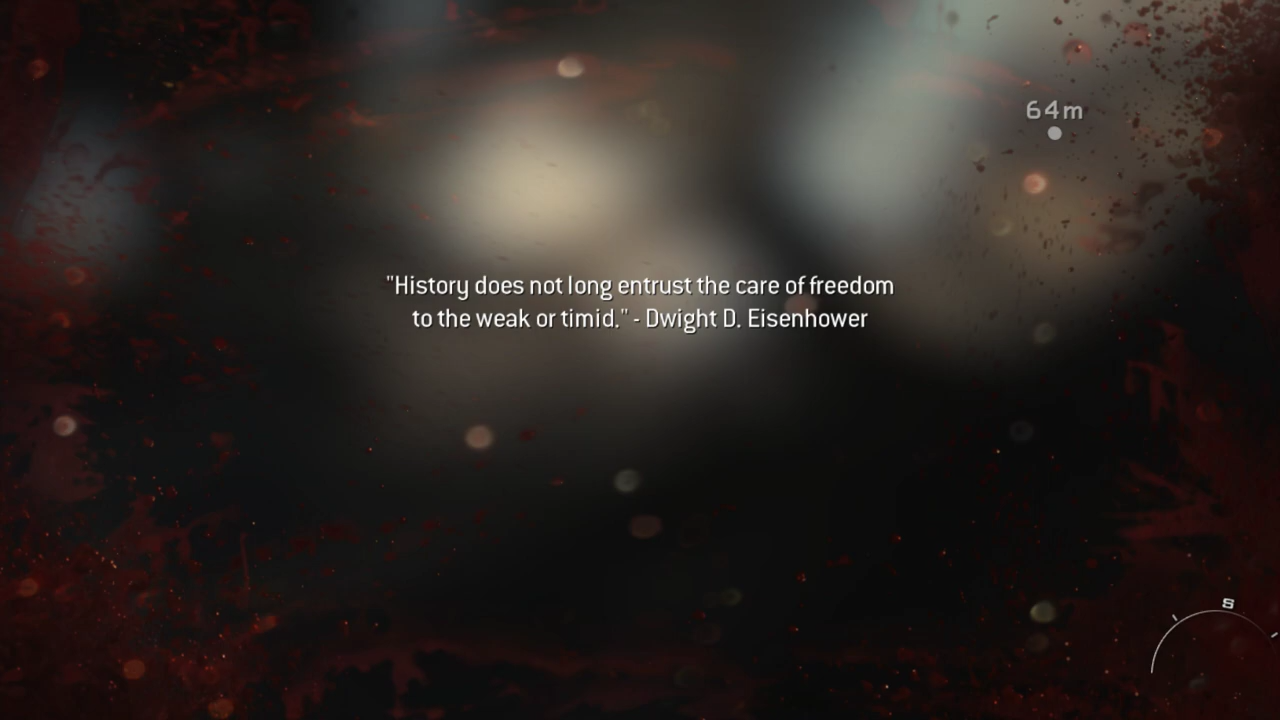 64m
"History does not long entrust the care of freedom
to the weak or timid." - Dwight D. Eisenhower
S